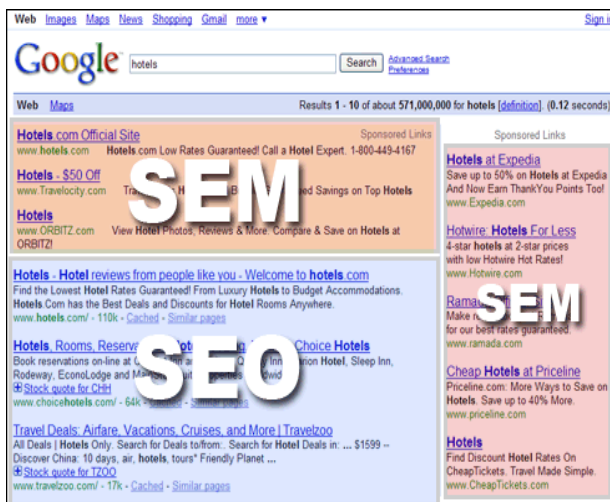 Web Images Maps News Shopping Gmail more ▼ Sign i
Google hotels Search Advanced Search
Preferences
Web Maps Results 1 - 10 of about 571,000,000 for hotels [definition]. (0.12 seconds)
Hotels.com Official Site Sponsored Links
www.hotels.com Hotels.com Low Rates Guaranteed! Call a Hotel Expert. 1-800-449-4167
Hotels - $50 Off
www.Travelocity.com Savings on Top Hotels
Hotels
www.ORBITZ.com View Hotel Photos, Reviews & More. Compare & Save on Hotels at
ORBITZ!
SEM
Hotels - Hotel reviews from people like you - Welcome to hotels.com
Find the Lowest Hotel Rates Guaranteed! From Luxury Hotels to Budget Accommodations.
Hotels.Com has the Best Deals and Discounts for Hotel Rooms Anywhere.
www.hotels.com/ - 110k - Cached - Similar pages
Hotels, Rooms, Choice Hotels
Book reservations on-line at Hotel, Sleep Inn,
Rodeway, EconoLodge and
Stock quote for CHH
www.choicehotels.com/ - 64k - Cached - Similar pages
SEO
Travel Deals: Airfare, Vacations, Cruises, and More | Travelzoo
All Deals | Hotels Only. Search for Deals to/from:. Search for Hotel Deals in: ... $1599 --
Discover China: 10 days, air, hotels, tours* Friendly Planet ...
Stock quote for TZOO
www.travelzoo.com/ - 17k - Cached - Similar pages
Sponsored Links
Hotels at Expedia
Save up to 50% on Hotels at Expedia
And Now Earn ThankYou Points Too!
www.Expedia.com
Hotwire: Hotels For Less
4-star hotels at 2-star prices
with low Hotwire Hot Rates!
www.Hotwire.com
SEM
for our best rates guaranteed.
www.ramada.com
Cheap Hotels at Priceline
Priceline.com: More Ways to Save on
Hotels. Save up to 40% More.
www.priceline.com
Hotels
Find Discount Hotel Rates On
CheapTickets. Travel Made Simple.
www.CheapTickets.com